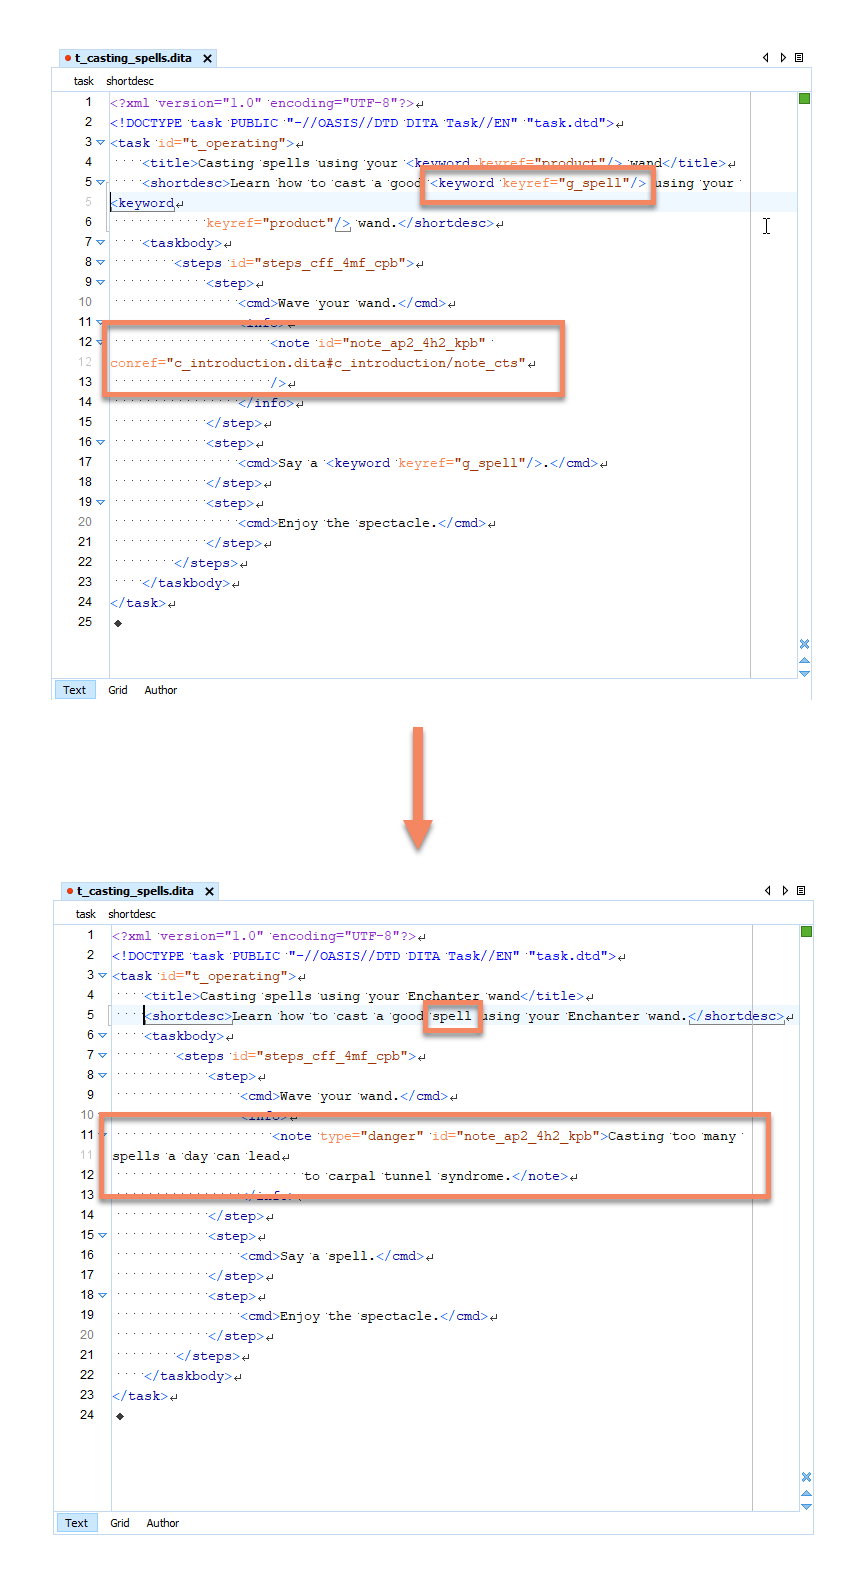 t_casting_spells.dita
task shortdesc
1 <?xml version="1.0" encoding="UTF-8"?>
2 <!DOCTYPE task PUBLIC "-//OASIS//DTD DITA Task//EN" "task.dtd">
3 <task id="t_operating">
4 <title>Casting spells using your <keyword keyref="product"/> wand</title>
5 <shortdesc>Learn how to cast a good <keyword keyref="g_spell"/> using your
5 <keyword
6 keyref="product"/> wand.</shortdesc>
7 <taskbody>
8 <steps id="steps_cff_4mf_cpb">
9 <step>
10 <cmd>Wave your wand.</cmd>
11 <info>
12 <note id="note_ap2_4h2_kpb"
12 conref="c_introduction.dita#c_introduction/note_cts"
13 />
14 </info>
15 </step>
16 <step>
17 <cmd>Say a <keyword keyref="g_spell"/>.</cmd>
18 </step>
19 <step>
20 <cmd>Enjoy the spectacle.</cmd>
21 </step>
22 </steps>
23 </taskbody>
24 </task>
25
Text Grid Author
t_casting_spells.dita
task shortdesc
1 <?xml version="1.0" encoding="UTF-8"?>
2 <!DOCTYPE task PUBLIC "-//OASIS//DTD DITA Task//EN" "task.dtd">
3 <task id="t_operating">
4 <title>Casting spells using your Enchanter wand</title>
5 <shortdesc>Learn how to cast a good spell using your Enchanter wand.</shortdesc>
6 <taskbody>
7 <steps id="steps_cff_4mf_cpb">
8 <step>
9 <cmd>Wave your wand.</cmd>
10 <info>
11 <note type="danger" id="note_ap2_4h2_kpb">Casting too many
11 spells a day can lead
12 to carpal tunnel syndrome.</note>
13 </info>
14 </step>
15 <step>
16 <cmd>Say a spell.</cmd>
17 </step>
18 <step>
19 <cmd>Enjoy the spectacle.</cmd>
20 </step>
21 </steps>
22 </taskbody>
23 </task>
24
Text Grid Author